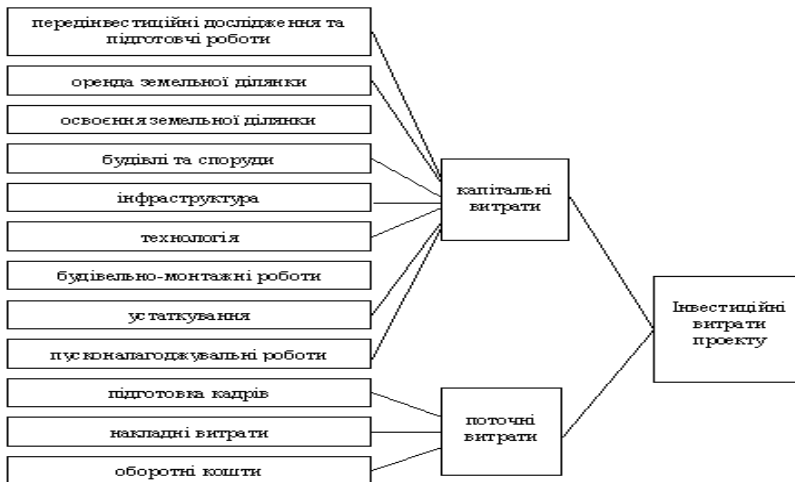 передінвестиційні дослідження та
підготовчі роботи
оренда земельної ділянки
освоєння земельної ділянки
будівлі та споруди
інфраструктура
технологія
будівельно-монтажні роботи
устаткування
пусконалагоджувальні роботи
підготовка кадрів
накладні витрати
оборотні кошти
капітальні
витрати
поточні
витрати
Інвестиційні
витрати
проекту